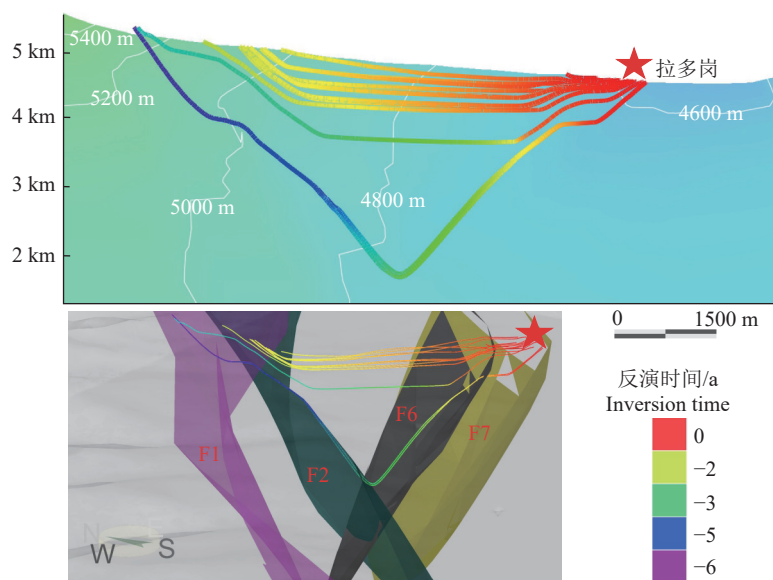 5 km
4 km
3 km
2 km
5400 m
5200 m
5000 m
4800 m
4600 m
拉多岗
0 1500 m
F1
F2
F6
F7
N E
W S
反演时间/a
Inversion time
0
−2
−3
−5
−6